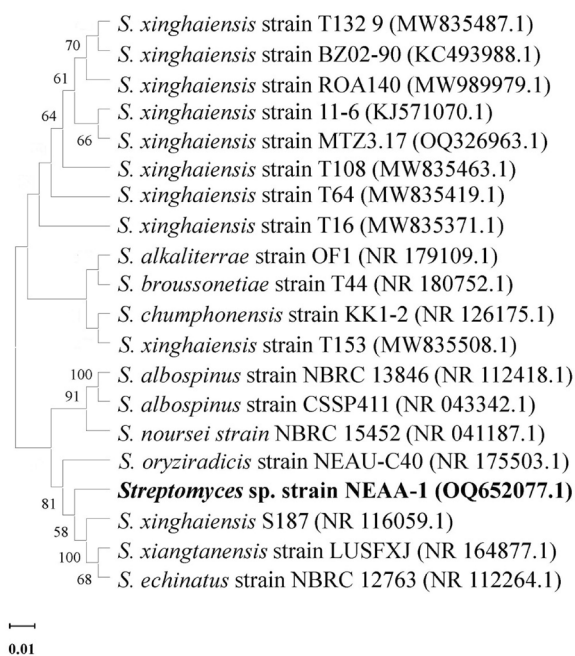 S. xinghaiensis strain T132 9 (MW835487.1)
70
S. xinghaiensis strain BZ02-90 (KC493988.1)
61
S. xinghaiensis strain ROA140 (MW989979.1)
64
S. xinghaiensis strain 11-6 (KJ571070.1)
66
S. xinghaiensis strain MTZ3.17 (OQ326963.1)
S. xinghaiensis strain T108 (MW835463.1)
S. xinghaiensis strain T64 (MW835419.1)
S. xinghaiensis strain T16 (MW835371.1)
S. alkaliterrae strain OF1 (NR 179109.1)
S. broussonetiae strain T44 (NR 180752.1)
S. chumphonensis strain KK1-2 (NR 126175.1)
S. xinghaiensis strain T153 (MW835508.1)
100
S. albospinus strain NBRC 13846 (NR 112418.1)
91
S. albospinus strain CSSP411 (NR 043342.1)
S. noursei strain NBRC 15452 (NR 041187.1)
S. oryziradicis strain NEAU-C40 (NR 175503.1)
81
Streptomyces sp. strain NEAA-1 (OQ652077.1)
58
S. xinghaiensis S187 (NR 116059.1)
100
S. xiangtanensis strain LUSFXJ (NR 164877.1)
68
S. echinatus strain NBRC 12763 (NR 112264.1)
0.01